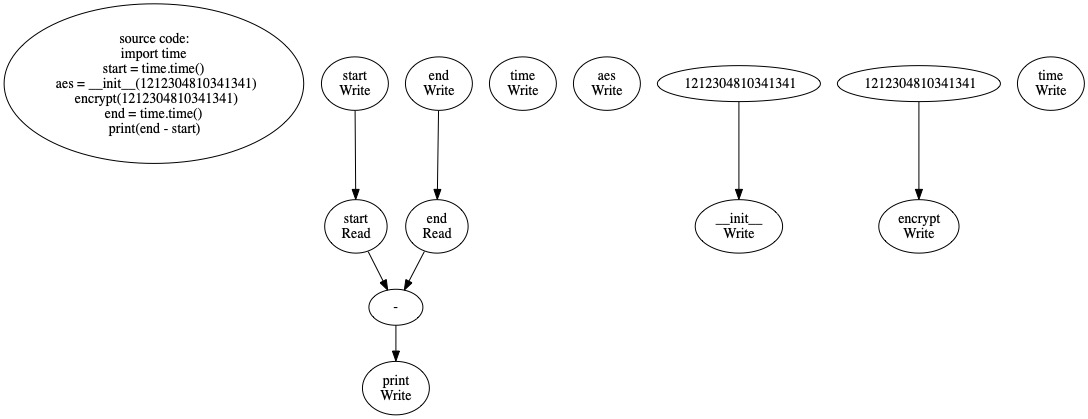 source code:
import time
start = time.time()
aes = __init__(1212304810341341)
encrypt(1212304810341341)
end = time.time()
print(end - start)
start
Write
end
Write
time
Write
aes
Write
1212304810341341
1212304810341341
time
Write
start
Read
end
Read
__init__
Write
encrypt
Write
-
print
Write